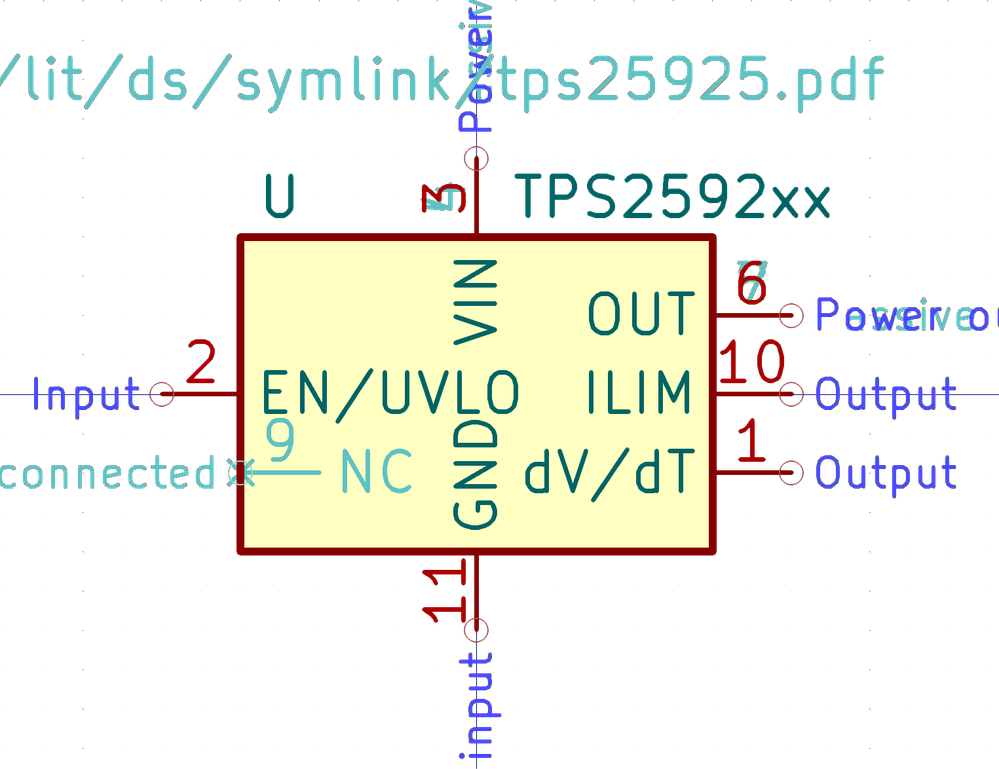 Power
/lit/ds/symlink/tps25925.pdf
U
3
TPS2592xx
VIN
6
OUT
Power ou
2
10
Input
EN/UVLO
ILIM
Output
9
1
connected
NC
GND
dV/dT
Output
11
input